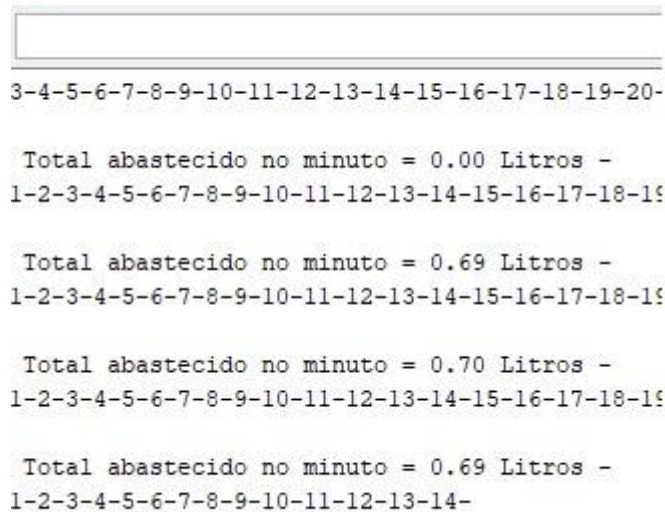 3-4-5-6-7-8-9-10-11-12-13-14-15-16-17-18-19-20-
Total abastecido no minuto = 0.00 Litros -
1-2-3-4-5-6-7-8-9-10-11-12-13-14-15-16-17-18-19
Total abastecido no minuto = 0.69 Litros -
1-2-3-4-5-6-7-8-9-10-11-12-13-14-15-16-17-18-19
Total abastecido no minuto = 0.70 Litros -
1-2-3-4-5-6-7-8-9-10-11-12-13-14-15-16-17-18-19
Total abastecido no minuto = 0.69 Litros -
1-2-3-4-5-6-7-8-9-10-11-12-13-14-